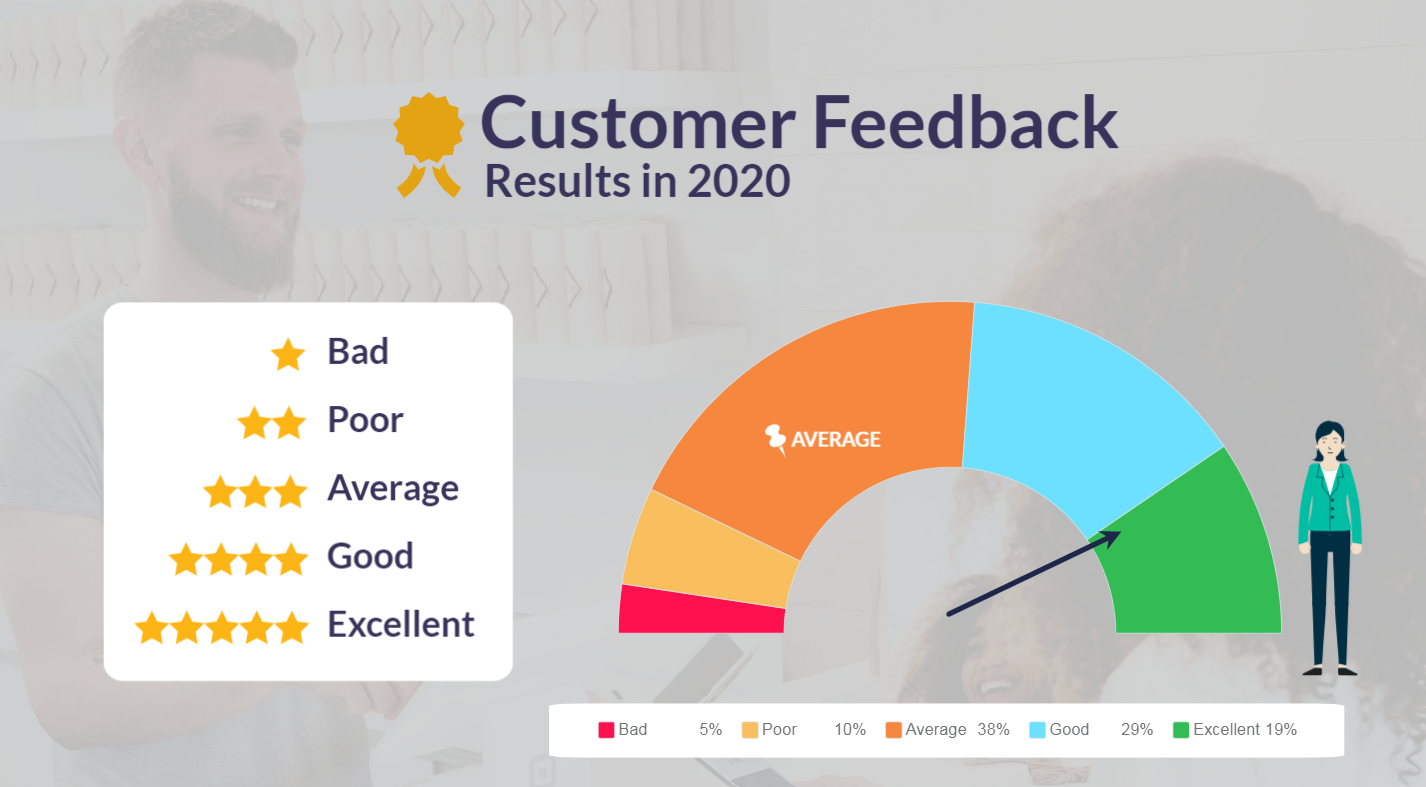 Customer Feedback
Results in 2020
Bad
Poor
Average
Good
Excellent
AVERAGE
Bad 5% Poor 10% Average 38% Good 29% Excellent 19%